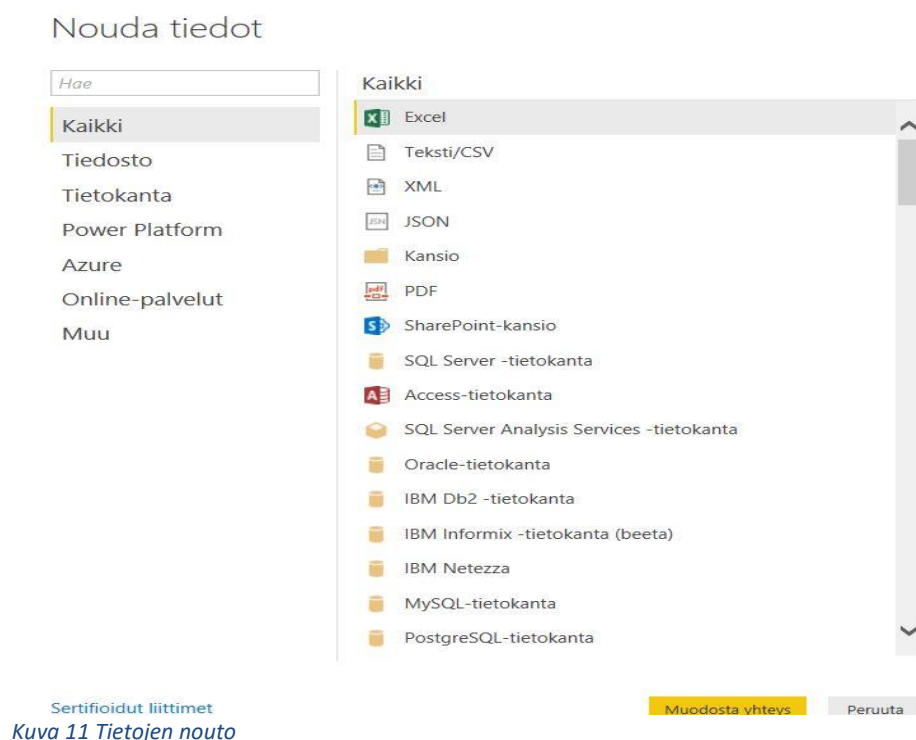 Nouda tiedot
Hae
Kaikki
Tiedosto
Tietokanta
Power Platform
Azure
Online-palvelut
Muu
Kaikki
Excel
Teksti/CSV
XML
JSON
Kansio
PDF
SharePoint-kansio
SQL Server -tietokanta
Access-tietokanta
SQL Server Analysis Services -tietokanta
Oracle-tietokanta
IBM Db2 -tietokanta
IBM Informix -tietokanta (beeta)
IBM Netezza
MySQL-tietokanta
PostgreSQL-tietokanta
Sertifioidut liittimet
Muodosta yhteys
Peruuta
Kuva 11 Tietojen nouto